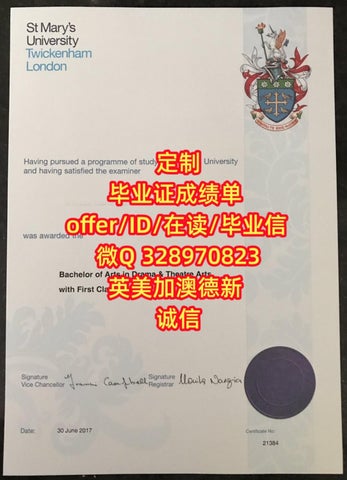 St Mary's
University
Twickenham
London
Having pursued a programme of study University
and having satisfied the examiner
定制
毕业证成绩单
offer/ID/在读/毕业信
微Q 328970823
英美加澳德新
诚信
was awarded the
Bachelor of Arts in Drama & Theatre Arts
with First Cla
Signature
Vice Chancellor
Signature
Registrar
Date:
30 June 2017
Certificate No:
21384